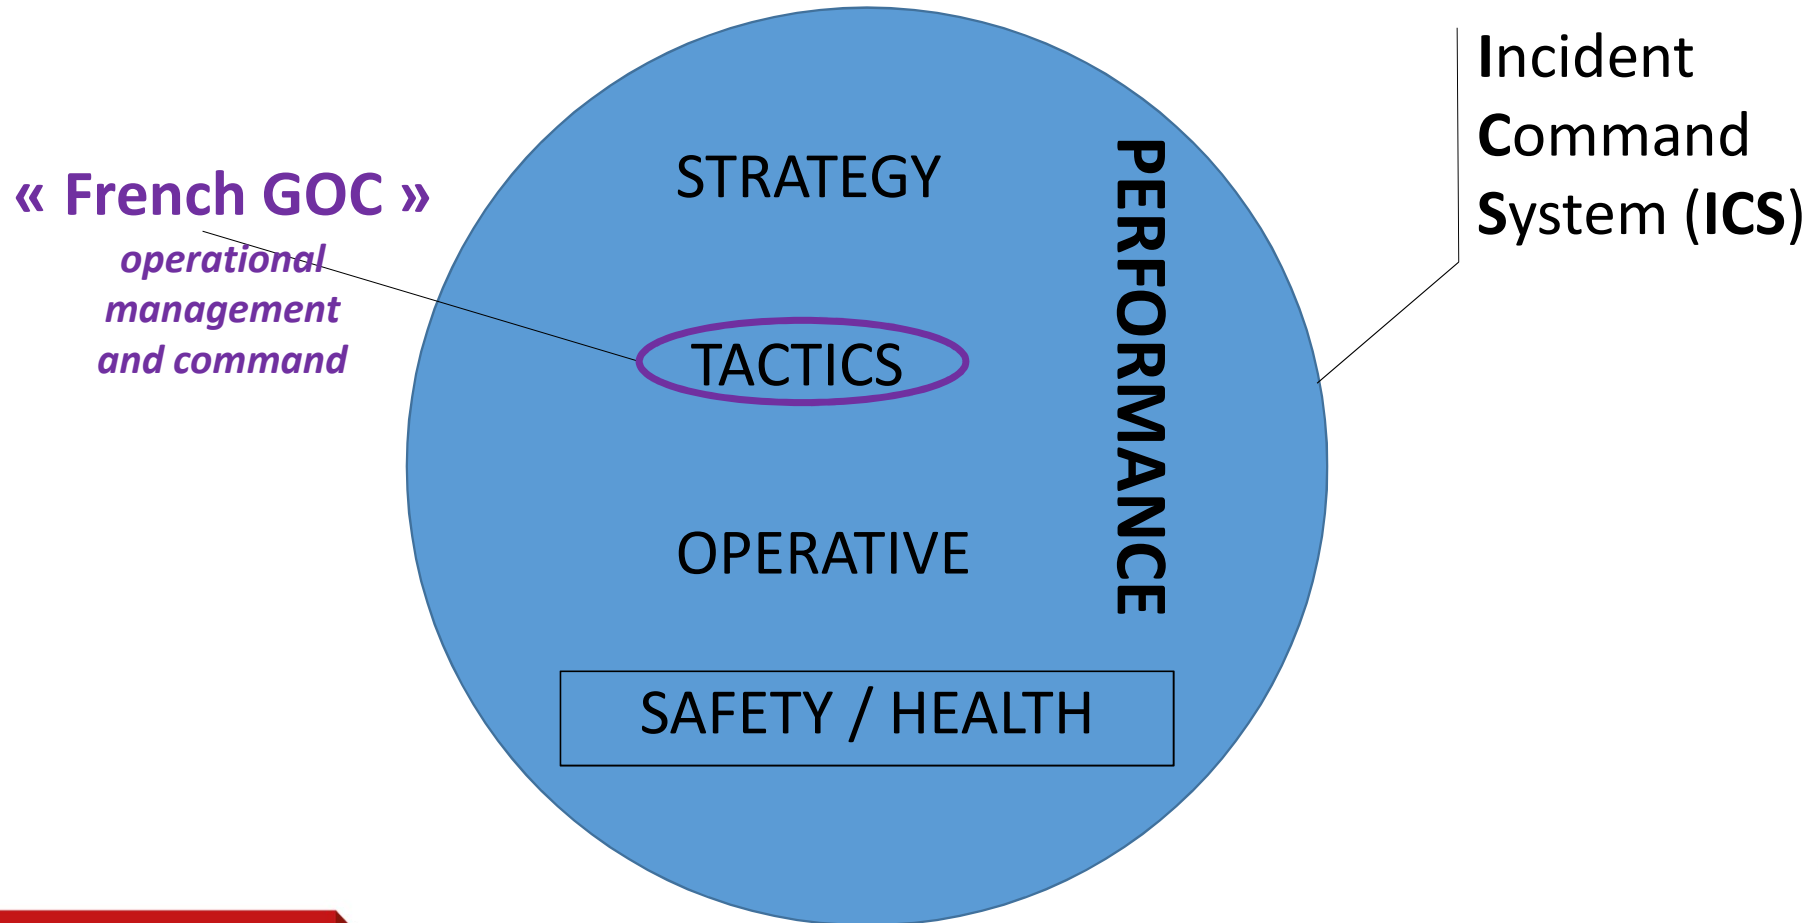 « French GOC »
operational
management
and command
STRATEGY
TACTICS
OPERATIVE
SAFETY / HEALTH
PERFORMANCE
Incident
Command
System (ICS)